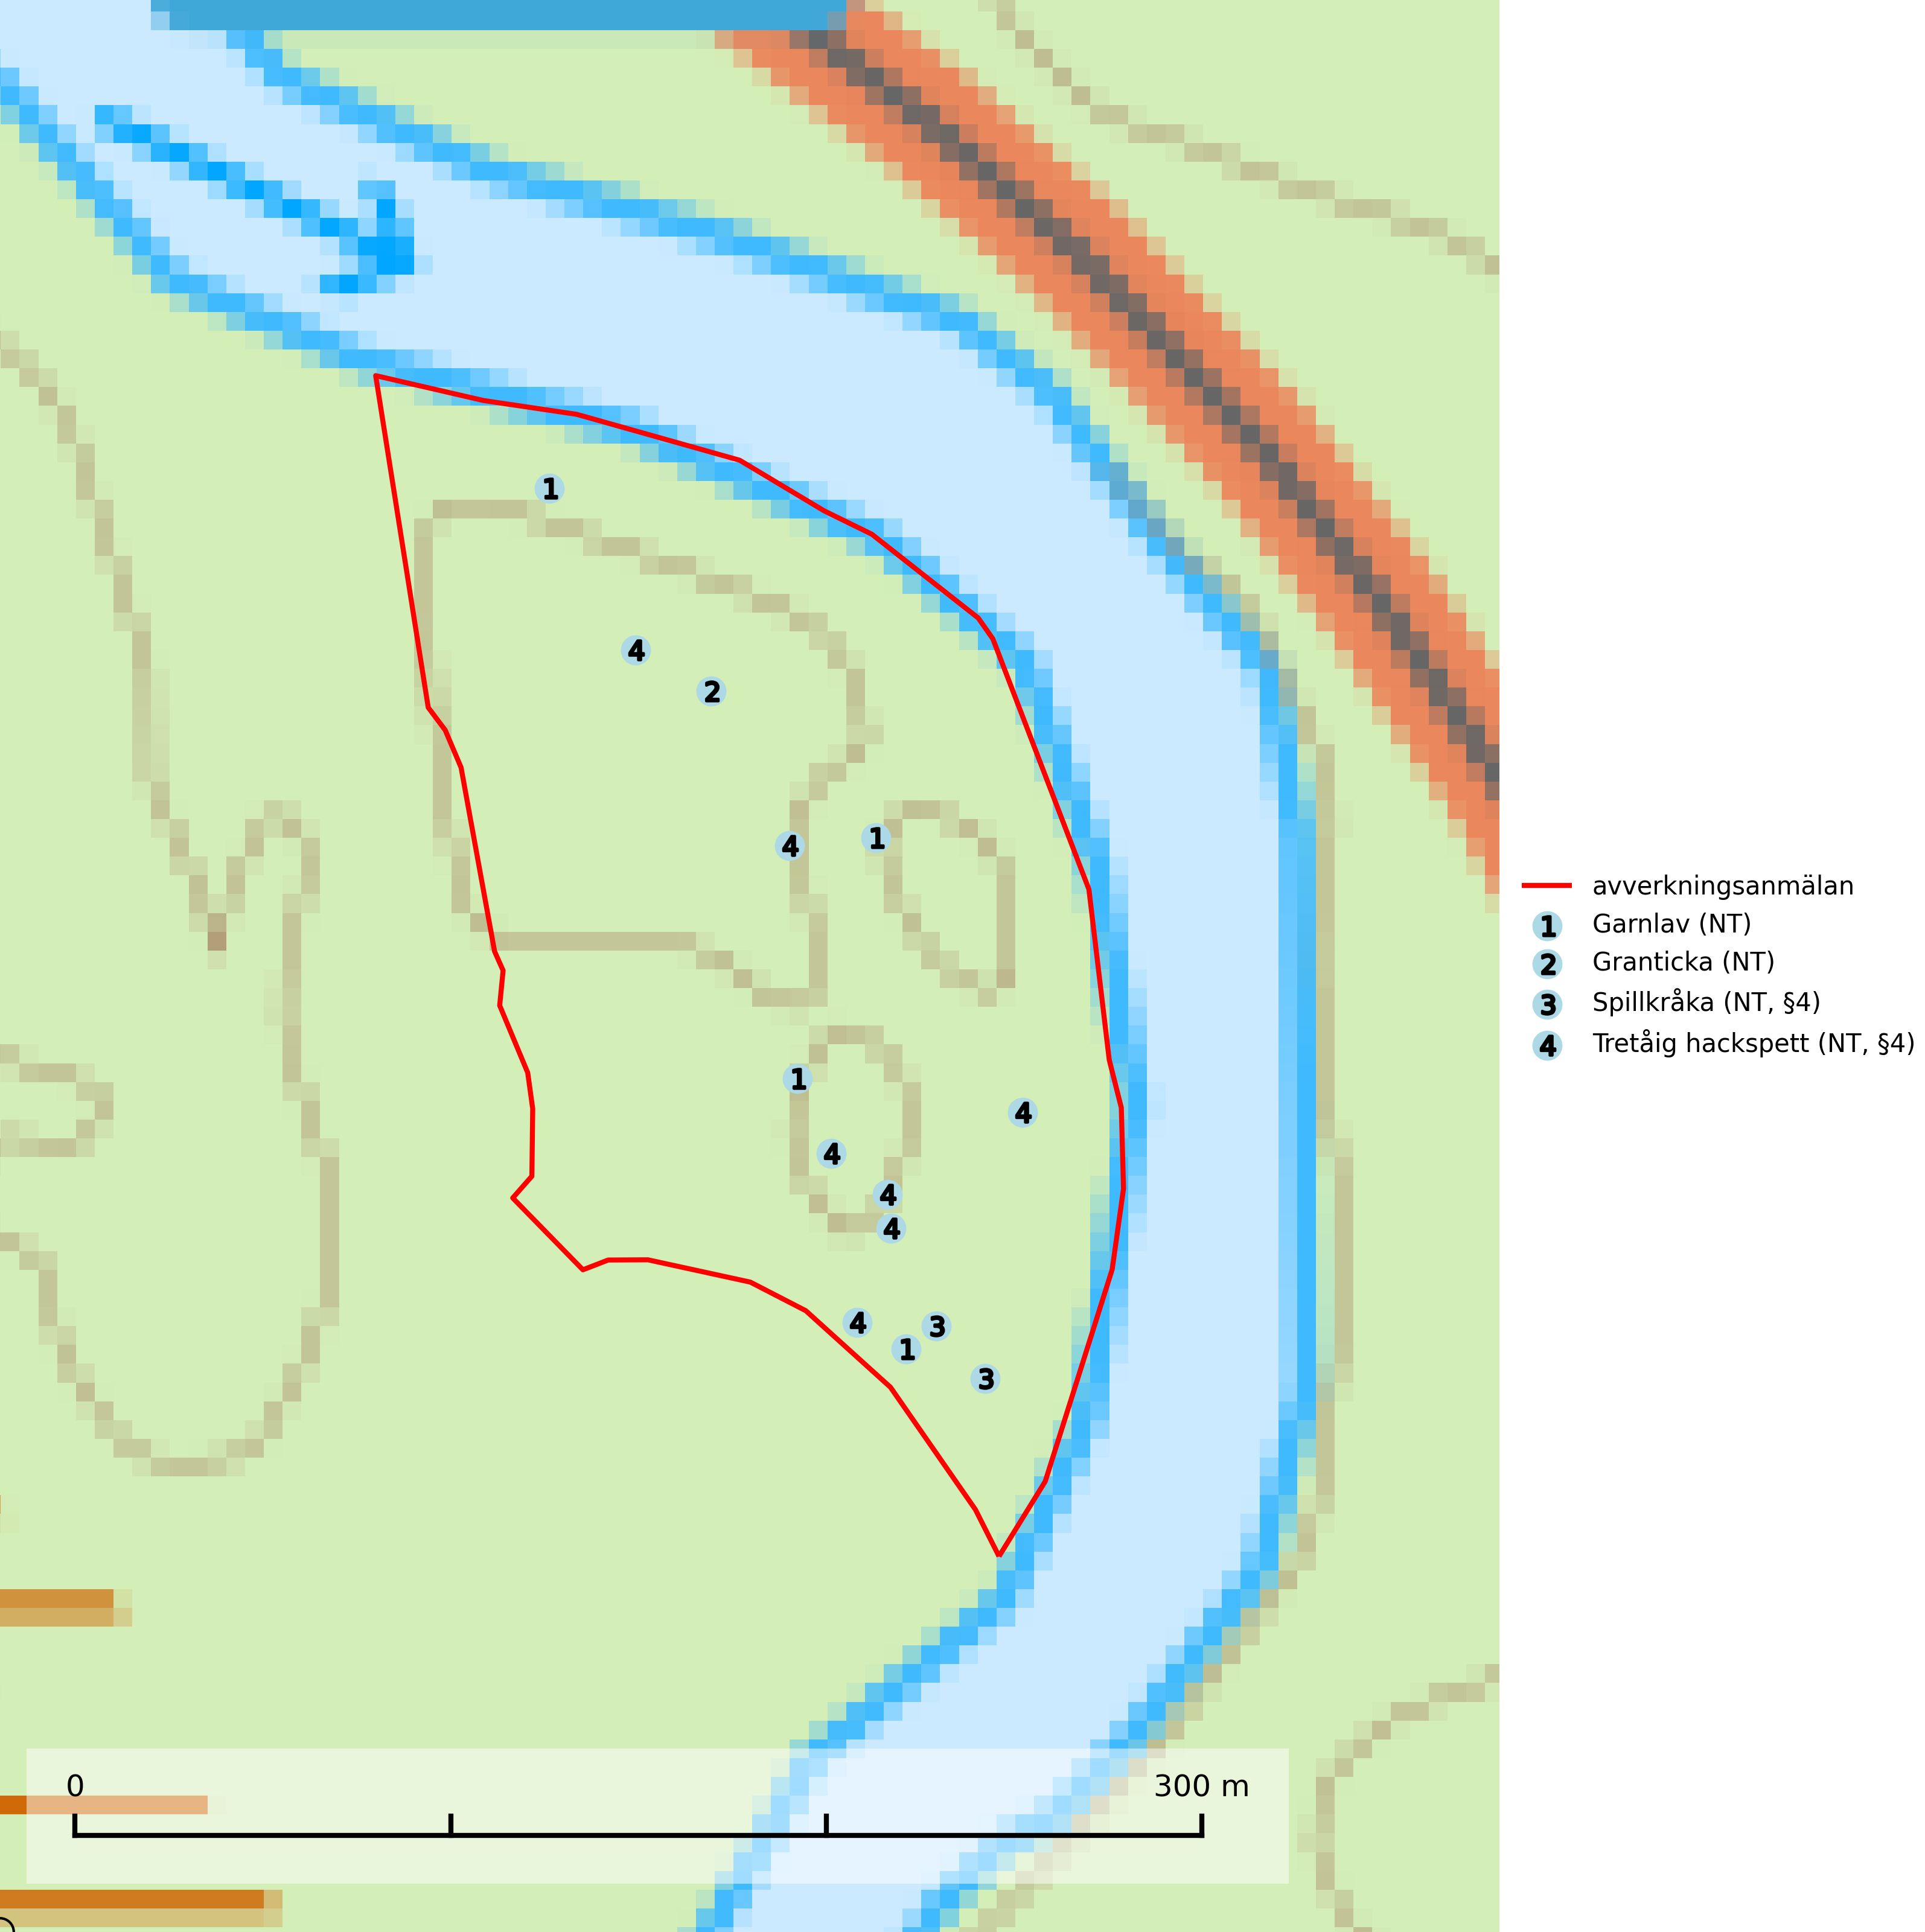 1
4
2
4
1
1
4
4
4
4
4
3
1
3
avverkningsanmälan
1 Garnlav (NT)
2 Granticka (NT)
3 Spillkråka (NT, §4)
4 Tretåig hackspett (NT, §4)
0 300 m